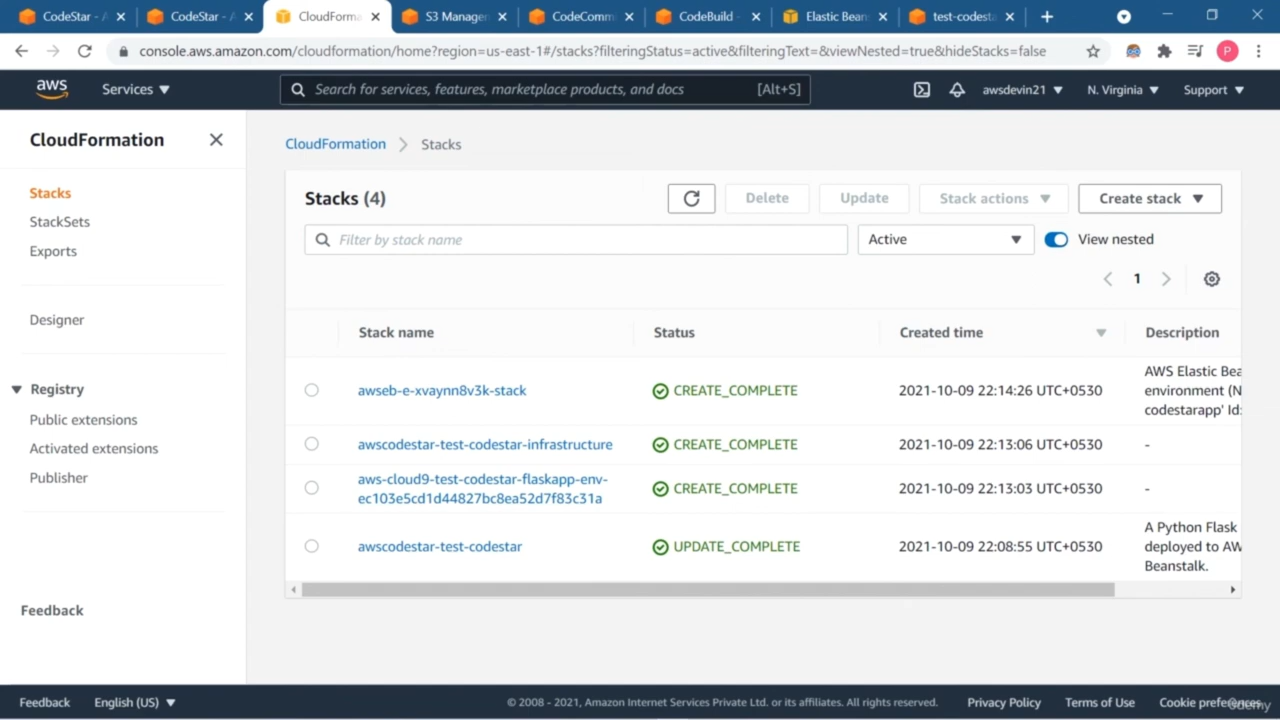 CodeStar - A
CodeStar - A
CloudForma
S3 Manager
CodeCommi
CodeBuild -
Elastic Bean
test-codesta
console.aws.amazon.com/cloudformation/home?region=us-east-1#/stacks?filteringStatus=active&filteringText=&viewNested=true&hideStacks=false
P
aws
Services
Search for services, features, marketplace products, and docs
[Alt+S]
awsdevin21
N. Virginia
Support
CloudFormation
Stacks
StackSets
Exports
Designer
Registry
Public extensions
Activated extensions
Publisher
Feedback
CloudFormation
Stacks
Stacks (4)
Delete
Update
Stack actions
Create stack
Filter by stack name
Active
View nested
1
Stack name
Status
Created time
Description
awseb-e-xvaynn8v3k-stack
CREATE_COMPLETE
2021-10-09 22:14:26 UTC+0530
AWS Elastic Bea
environment (N
codestarapp' Id:
awscodestar-test-codestar-infrastructure
CREATE_COMPLETE
2021-10-09 22:13:06 UTC+0530
-
aws-cloud9-test-codestar-flaskapp-env-
ec103e5cd1d44827bc8ea52d7f83c31a
CREATE_COMPLETE
2021-10-09 22:13:03 UTC+0530
-
awscodestar-test-codestar
UPDATE_COMPLETE
2021-10-09 22:08:55 UTC+0530
A Python Flask
deployed to AW
Beanstalk.
Feedback
English (US)
© 2008 - 2021, Amazon Internet Services Private Ltd. or its affiliates. All rights reserved.
Privacy Policy
Terms of Use
Cookie preferences
Udemy